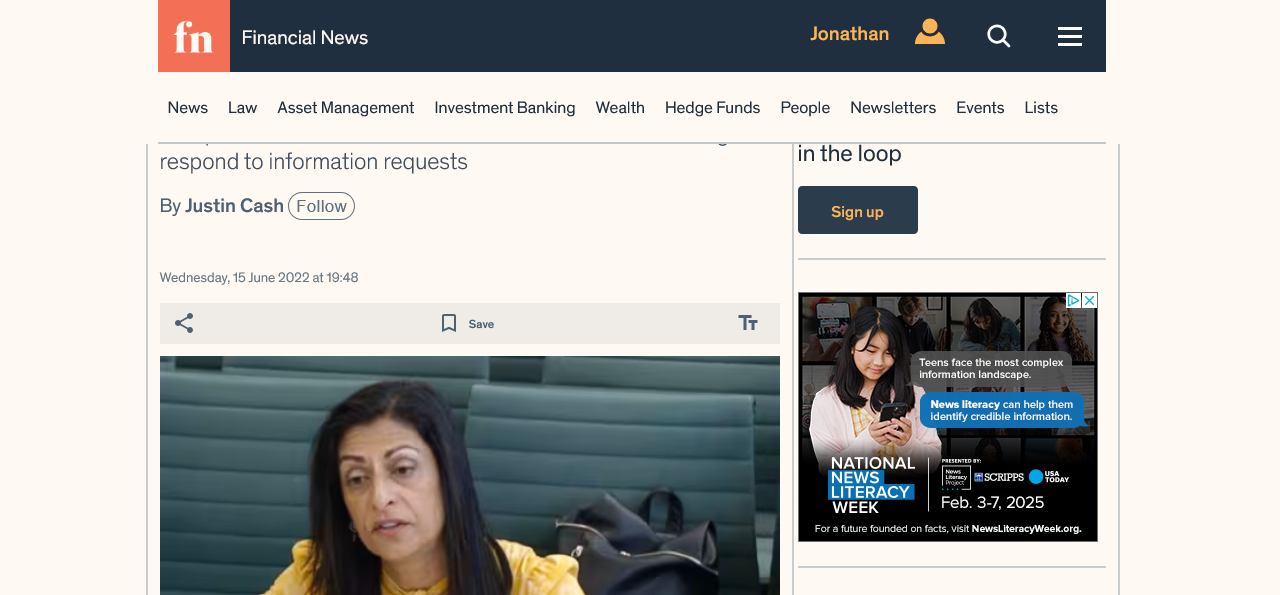 fn
Financial News
Jonathan
News
Law
Asset Management
Investment Banking
Wealth
Hedge Funds
People
Newsletters
Events
Lists
respond to information requests
By Justin Cash
Follow
Wednesday, 15 June 2022 at 19:48
Save
Tт
in the loop
Sign up
Teens face the most complex
information landscape.
News literacy can help them
identify credible information.
NATIONAL
NEWS
LITERACY
WEEK
PRESENTED BY:
News
Literacy
Project
SCRIPPS
USA
TODAY
Feb. 3-7, 2025
For a future founded on facts, visit NewsLiteracyWeek.org.